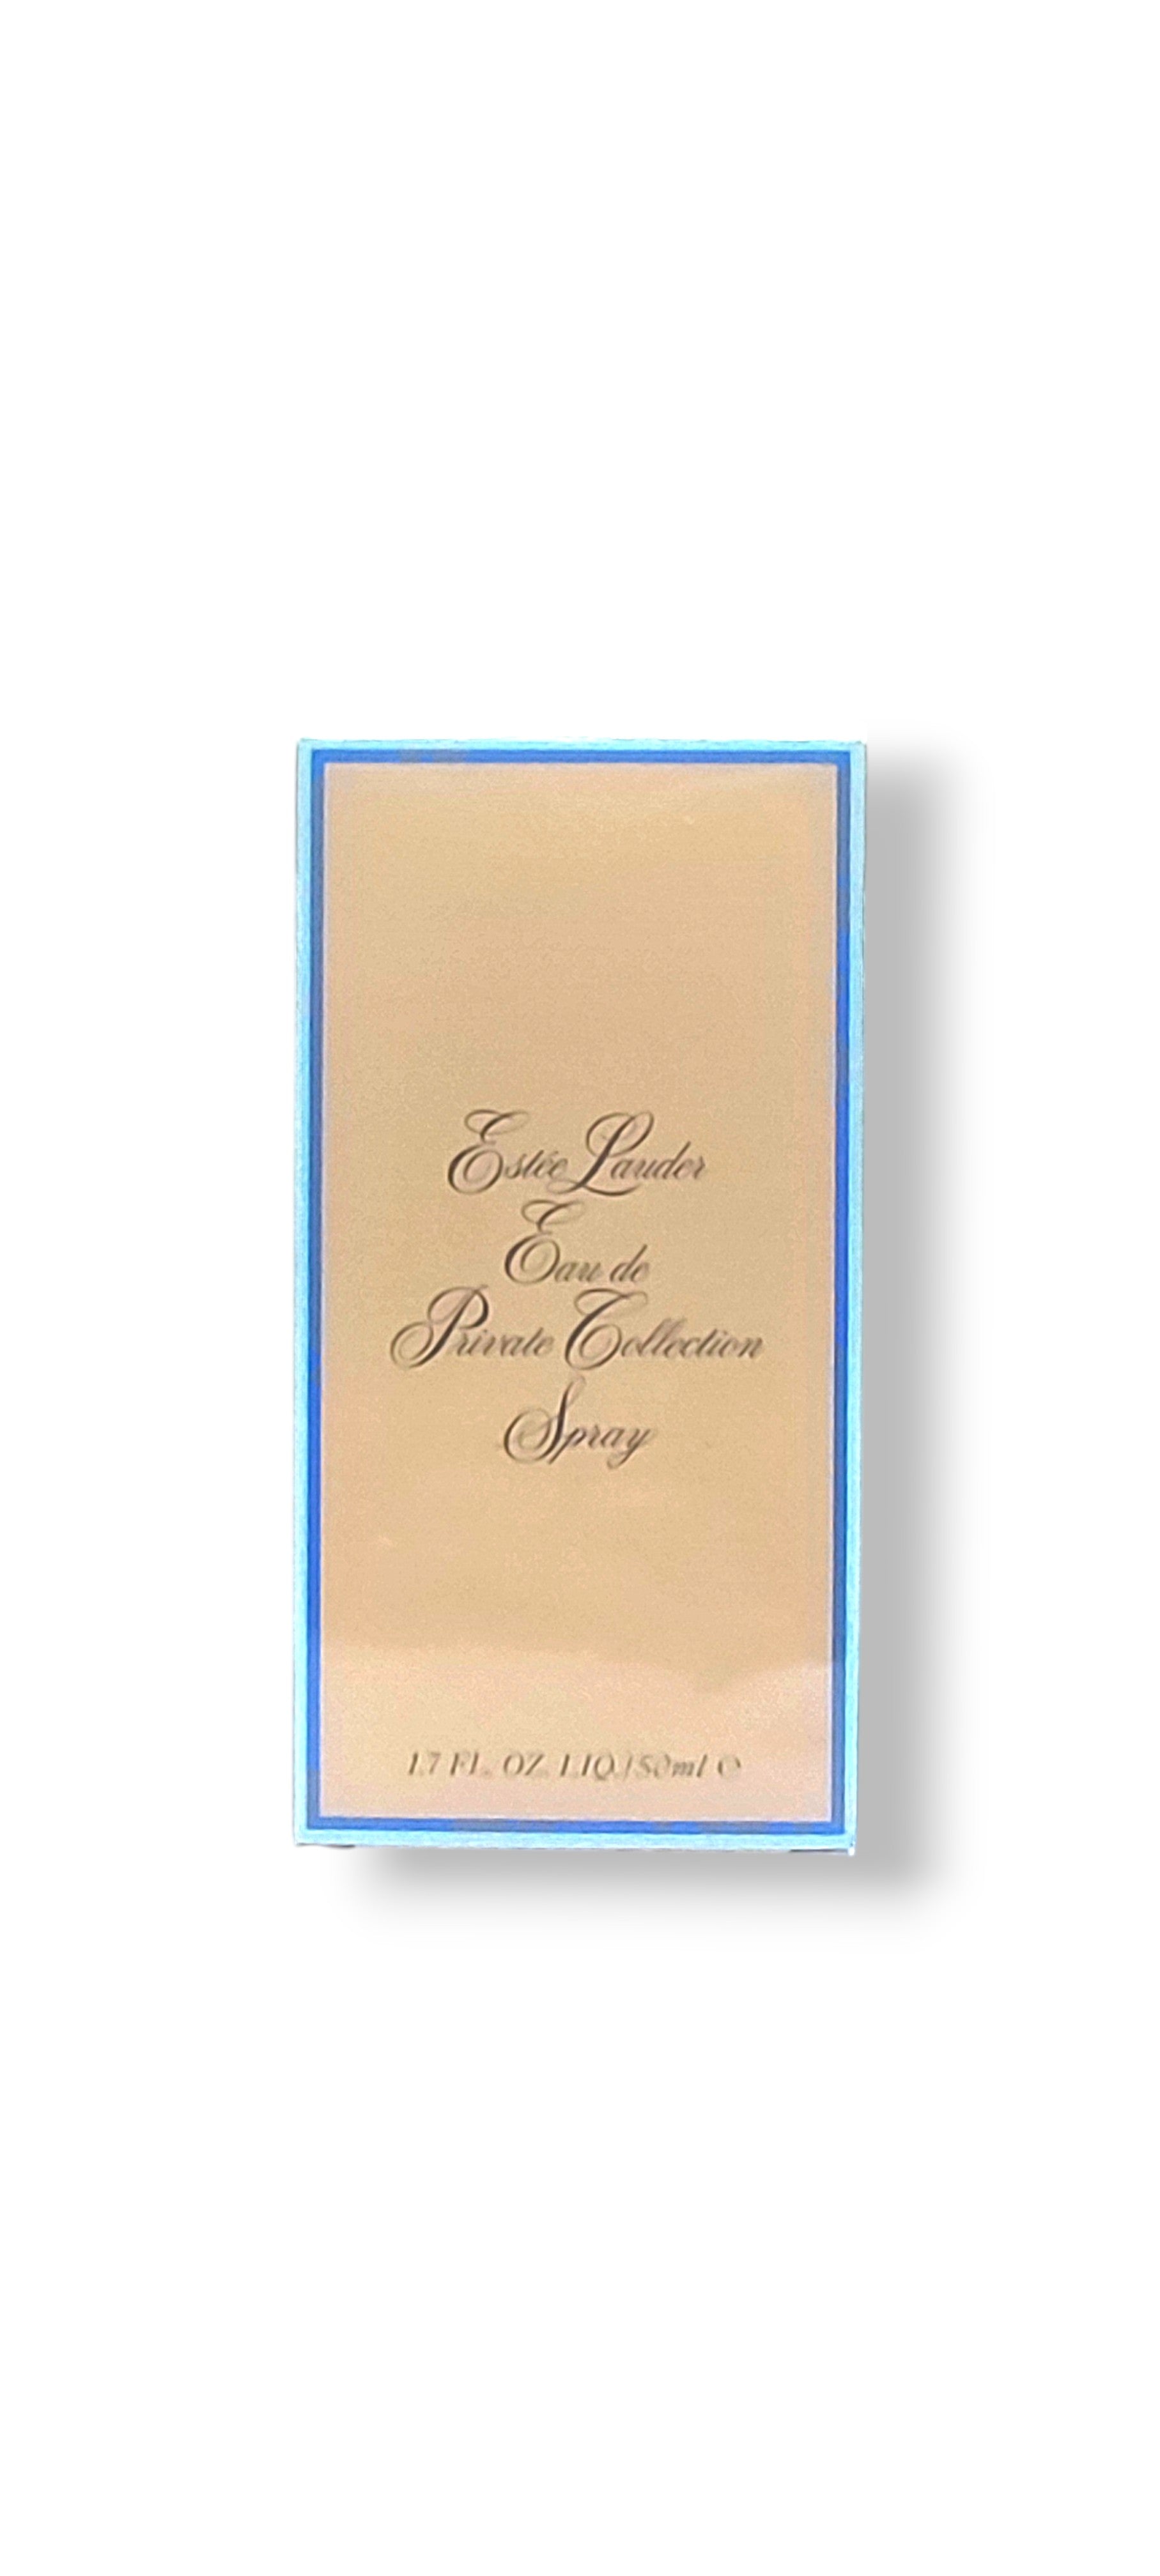 Estée Lauder
Eau de
Private Collection
Spray
1.7 FL. OZ. LIQ./50ml ℮